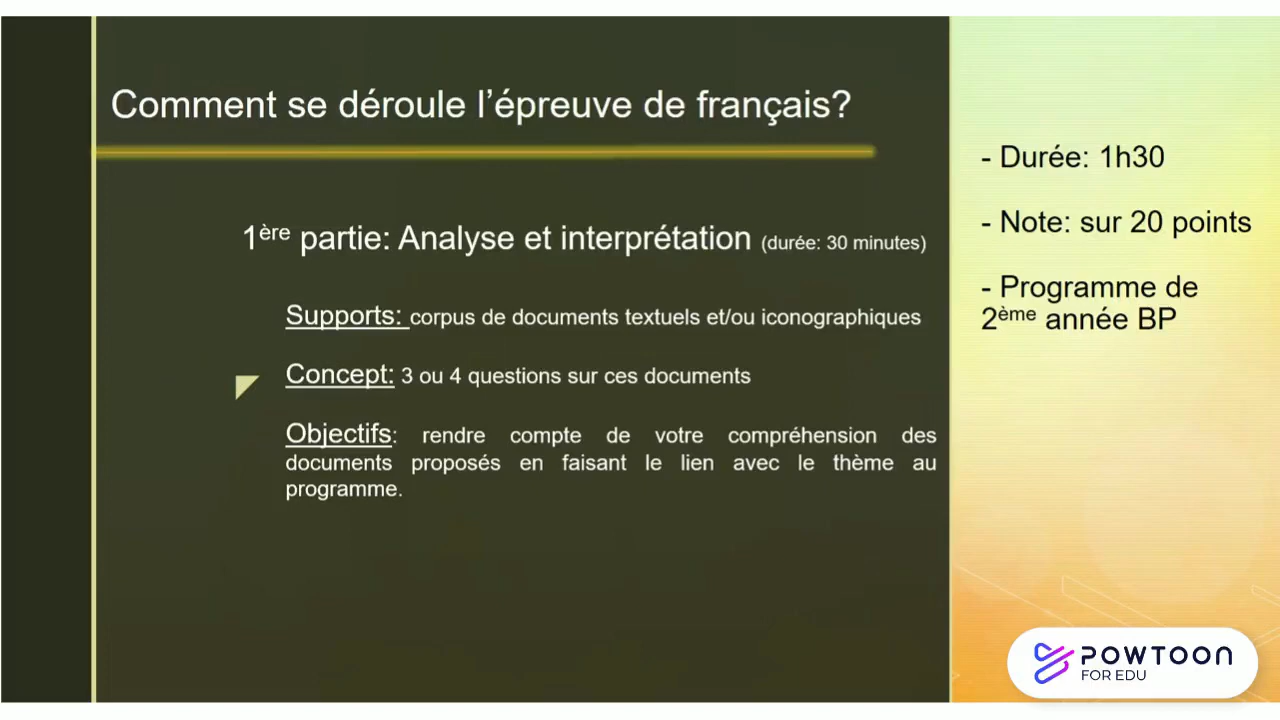 Comment se déroule l’épreuve de français?
1ère partie: Analyse et interprétation (durée: 30 minutes)
Supports: corpus de documents textuels et/ou iconographiques
Concept: 3 ou 4 questions sur ces documents
Objectifs: rendre compte de votre compréhension des
documents proposés en faisant le lien avec le thème au
programme.
- Durée: 1h30
- Note: sur 20 points
- Programme de
2ème année BP
POWTOON
FOR EDU